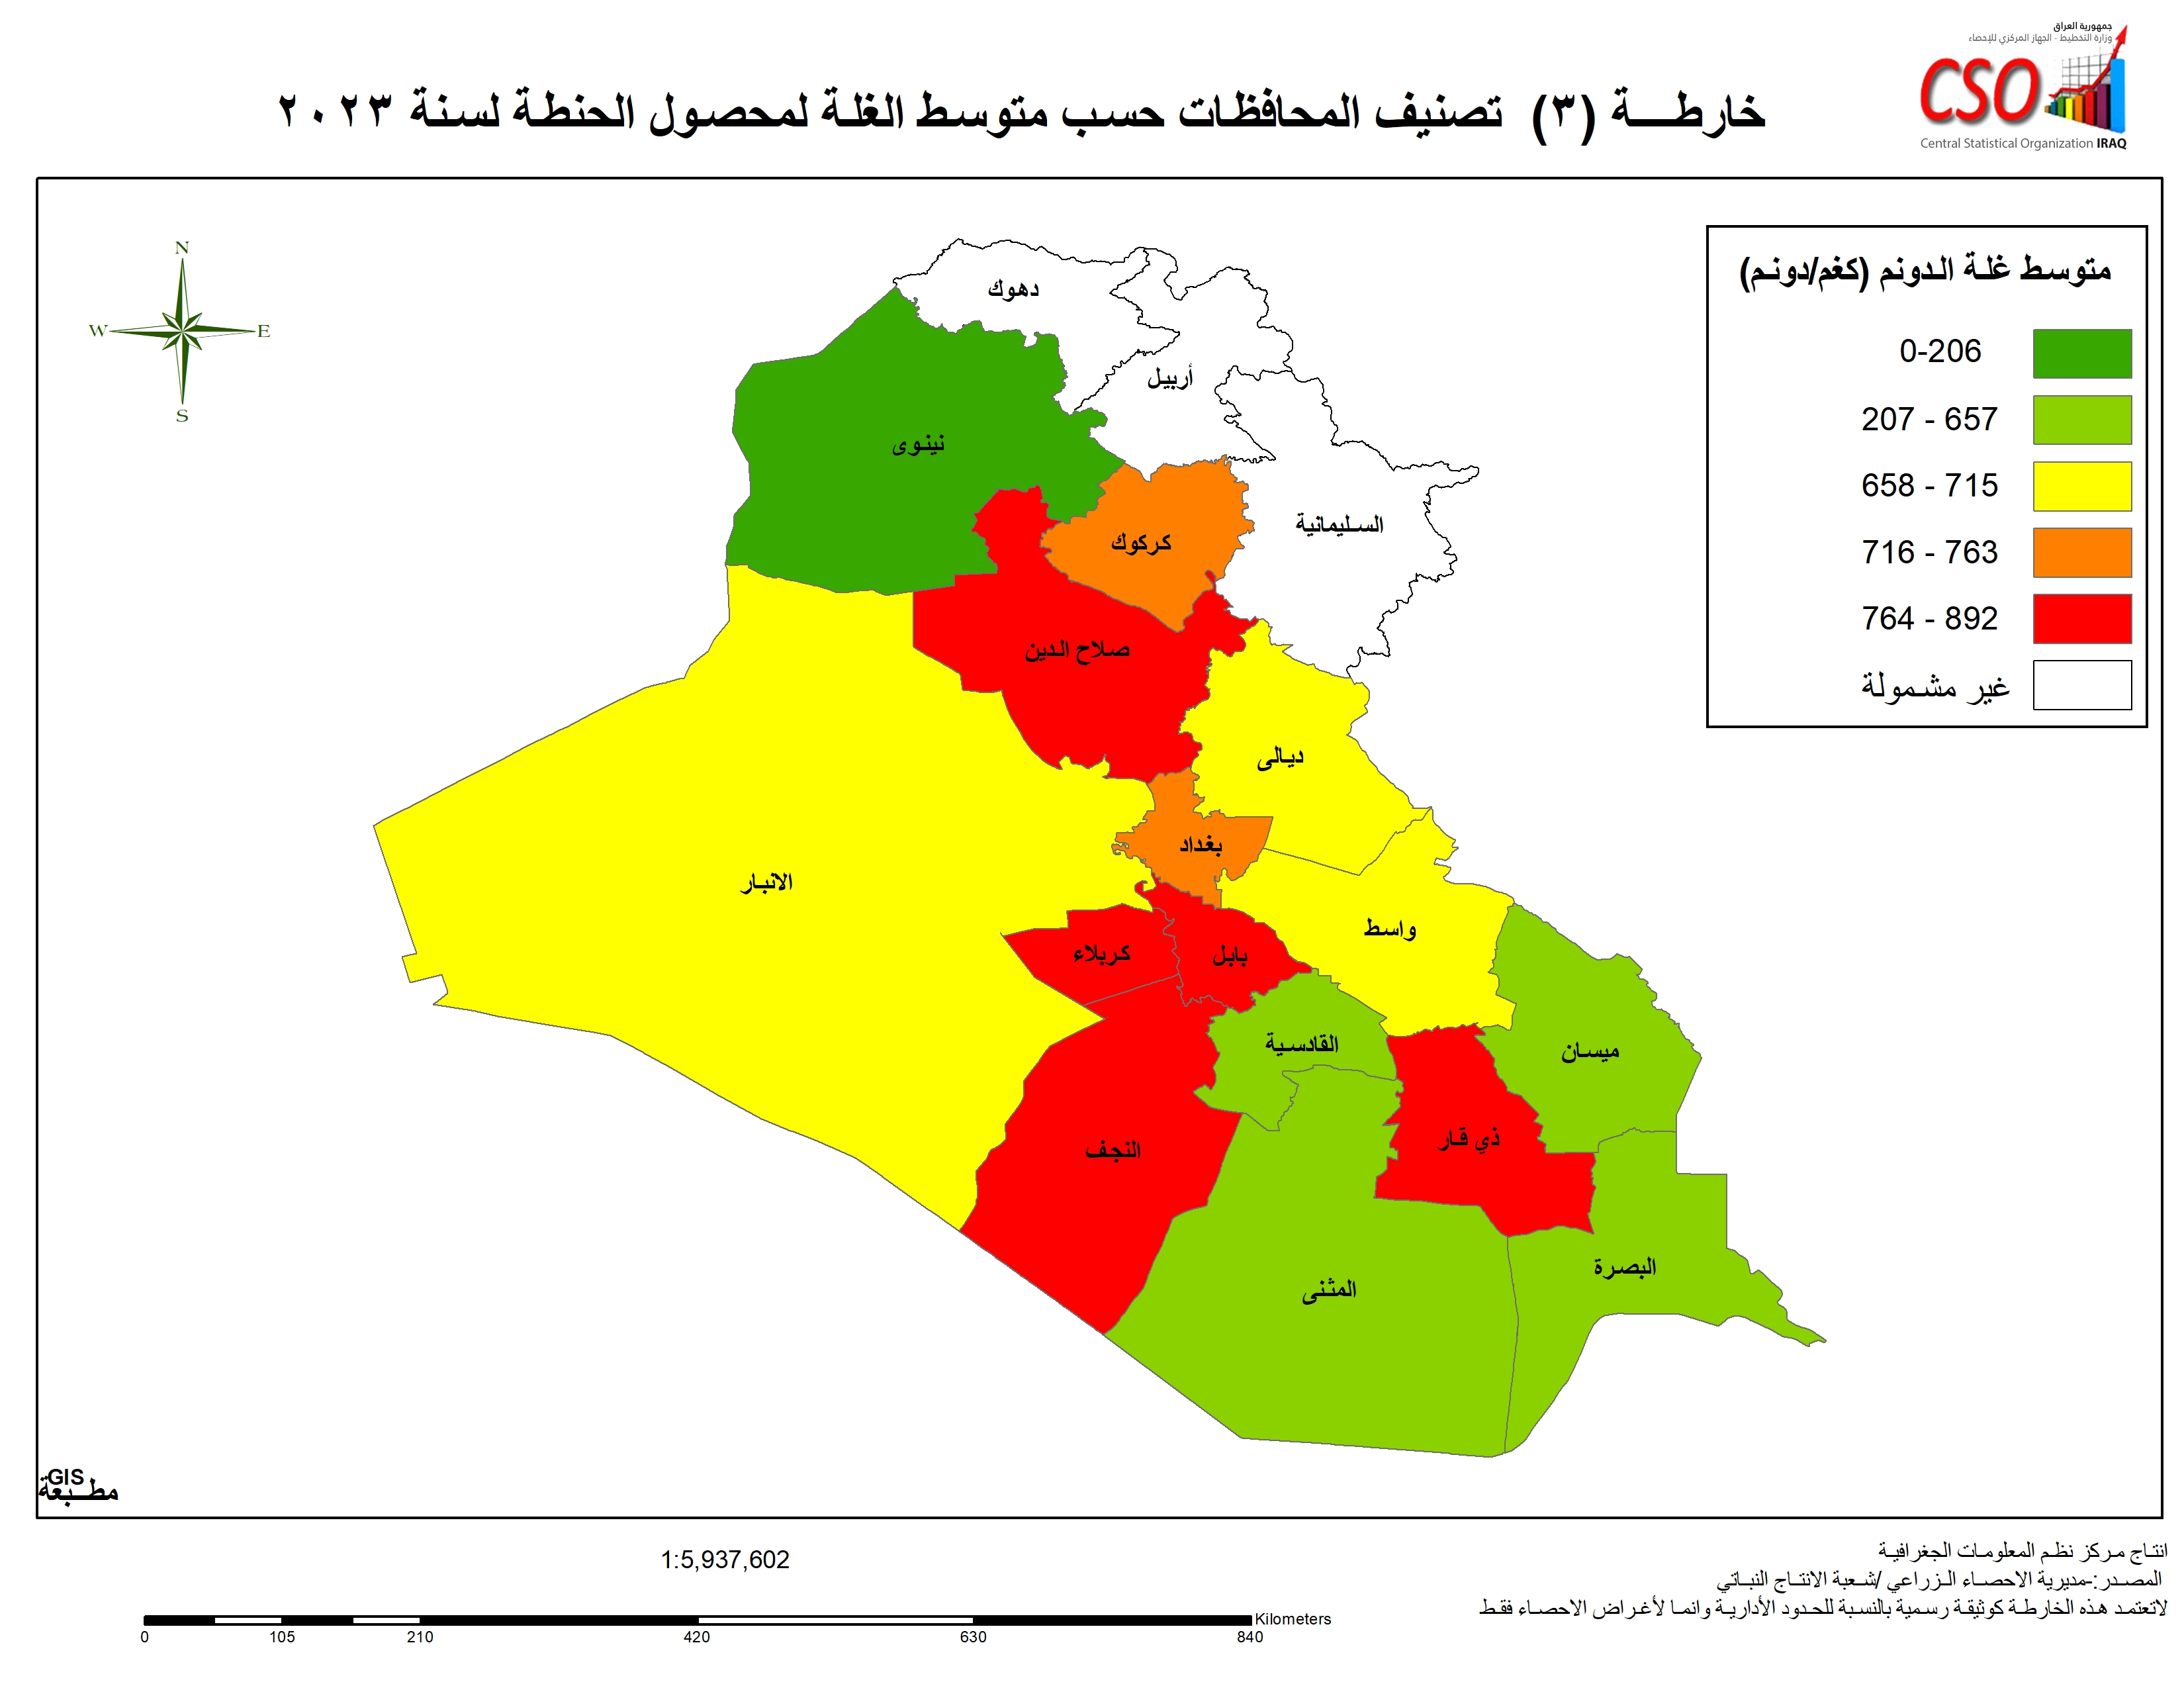 جمهورية العراق
وزارة التخطيط - الجهاز المركزي للإحصاء
CSO
Central Statistical Organization IRAQ
خارطــة (٣) تصنيف المحافظات حسب متوسط الغلة لمحصول الحنطة لسنة ٢٠٢٣
متوسط غلة الدونم (كغم/دونم)
0-206
207 - 657
658 - 715
716 - 763
764 - 892
غير مشمولة
N
W
E
S
دهوك
أربيل
نينوى
السليمانية
كركوك
صلاح الدين
ديالى
بغداد
الانبار
واسط
كربلاء
بابل
القادسية
ميسان
ذي قار
النجف
البصرة
المثنى
GIS
مطــبعة
1:5,937,602
Kilometers
0 105 210 420 630 840
انتاج مركز نظم المعلومات الجغرافية
المصدر:-مديرية الاحصاء الزراعي /شعبة الانتاج النباتي
لاتعتمد هذه الخارطة كوثيقة رسمية بالنسبة للحدود الأدارية وانما لأغراض الاحصاء فقط